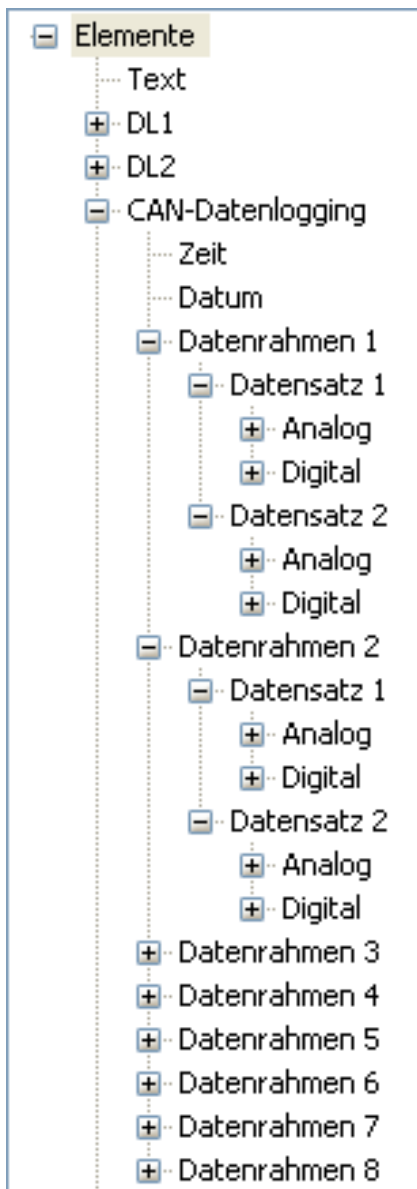 Elemente
Text
DL1
DL2
CAN-Datenlogging
Zeit
Datum
Datenrahmen 1
Datensatz 1
Analog
Digital
Datensatz 2
Analog
Digital
Datenrahmen 2
Datensatz 1
Analog
Digital
Datensatz 2
Analog
Digital
Datenrahmen 3
Datenrahmen 4
Datenrahmen 5
Datenrahmen 6
Datenrahmen 7
Datenrahmen 8